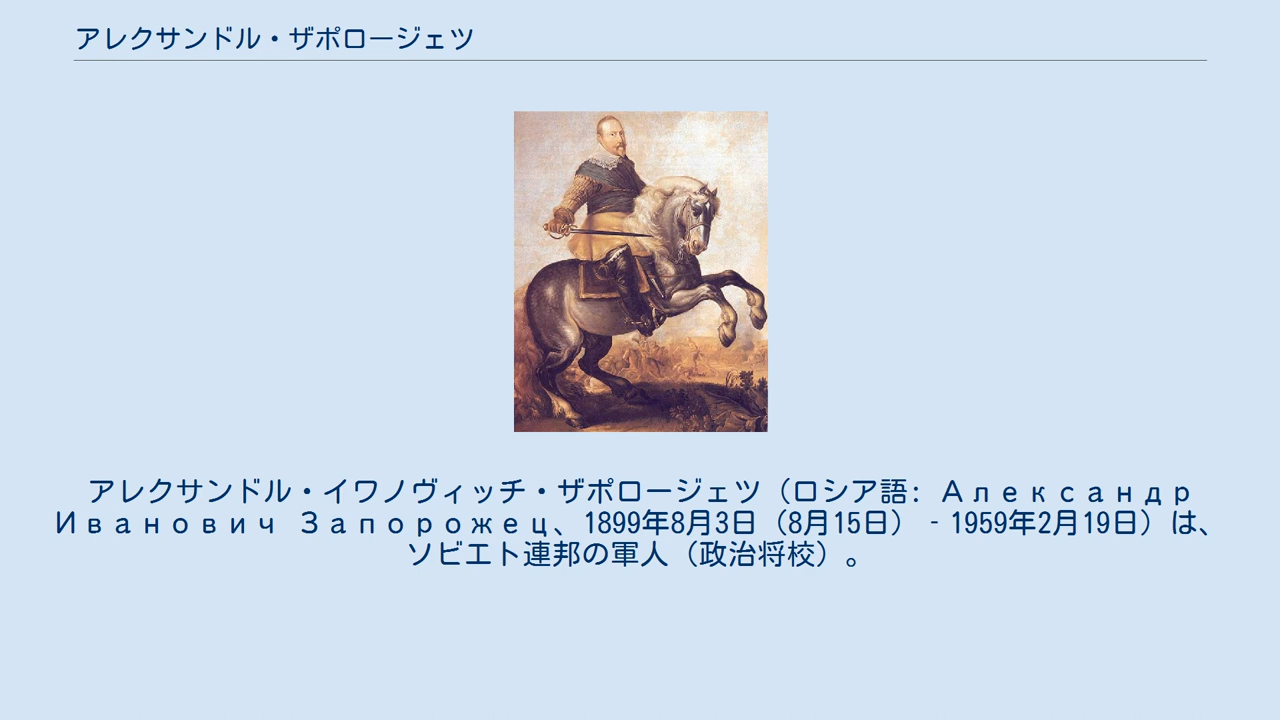 アレクサンドル・ザポロージェツ
アレクサンドル・イワノヴィッチ・ザポロージェツ（ロシア語: Александр
Иванович Запорожец、1899年8月3日（8月15日） - 1959年2月19日）は、
ソビエト連邦の軍人（政治将校）。